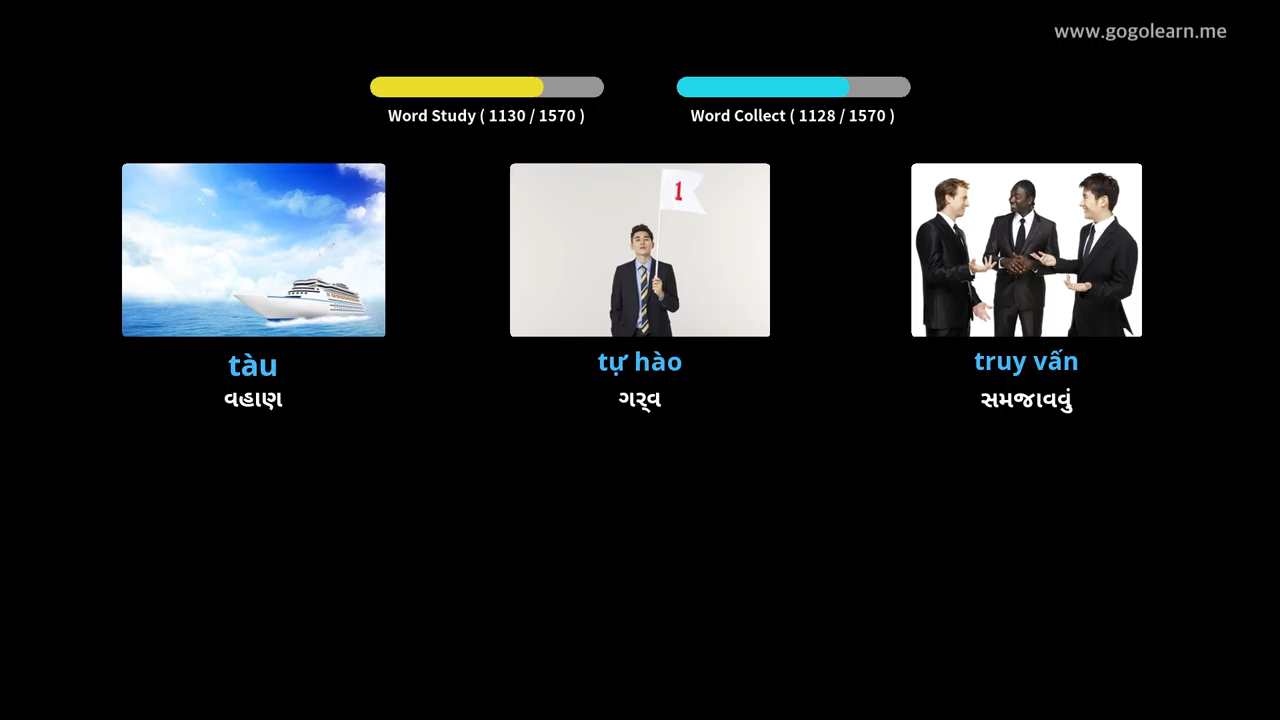 www.gogolearn.me
Word Study ( 1130 / 1570 )
Word Collect ( 1128 / 1570 )
1
tàu
વહાણ
tự hào
ગર્વ
truy vấn
સમજાવવું